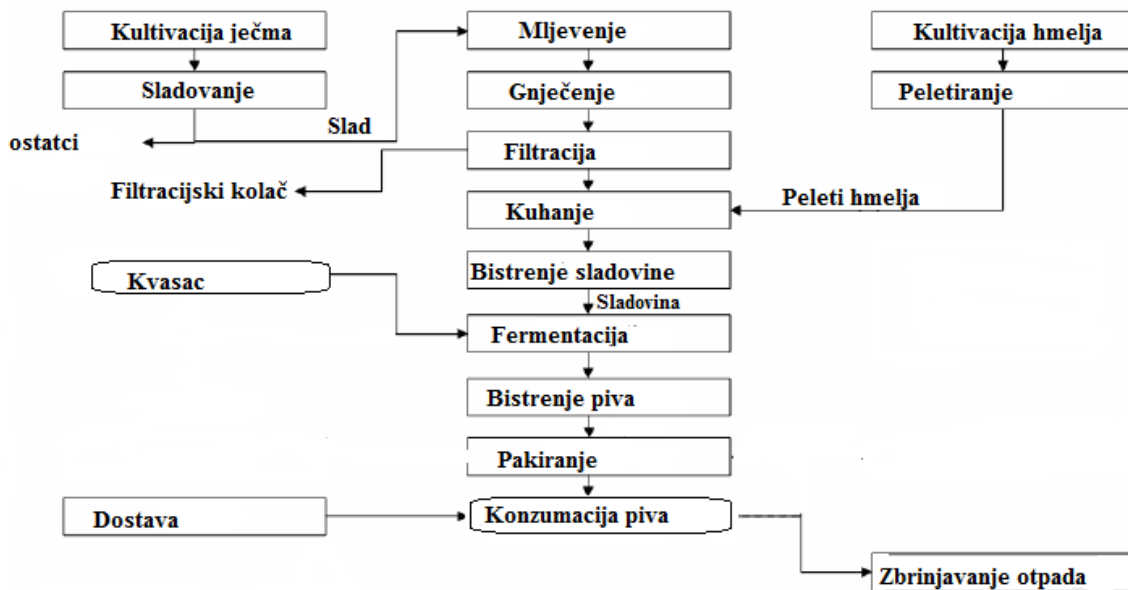 Kultivacija ječma
Mljevenje
Kultivacija hmelja
Sladovanje
Gnječenje
Peletiranje
Slad
ostatci
Filtracija
Filtracijski kolač
Peleti hmelja
Kuhanje
Bistrenje sladovine
Kvasac
Sladovina
Fermentacija
Bistrenje piva
Pakiranje
Dostava
Konzumacija piva
Zbrinjavanje otpada